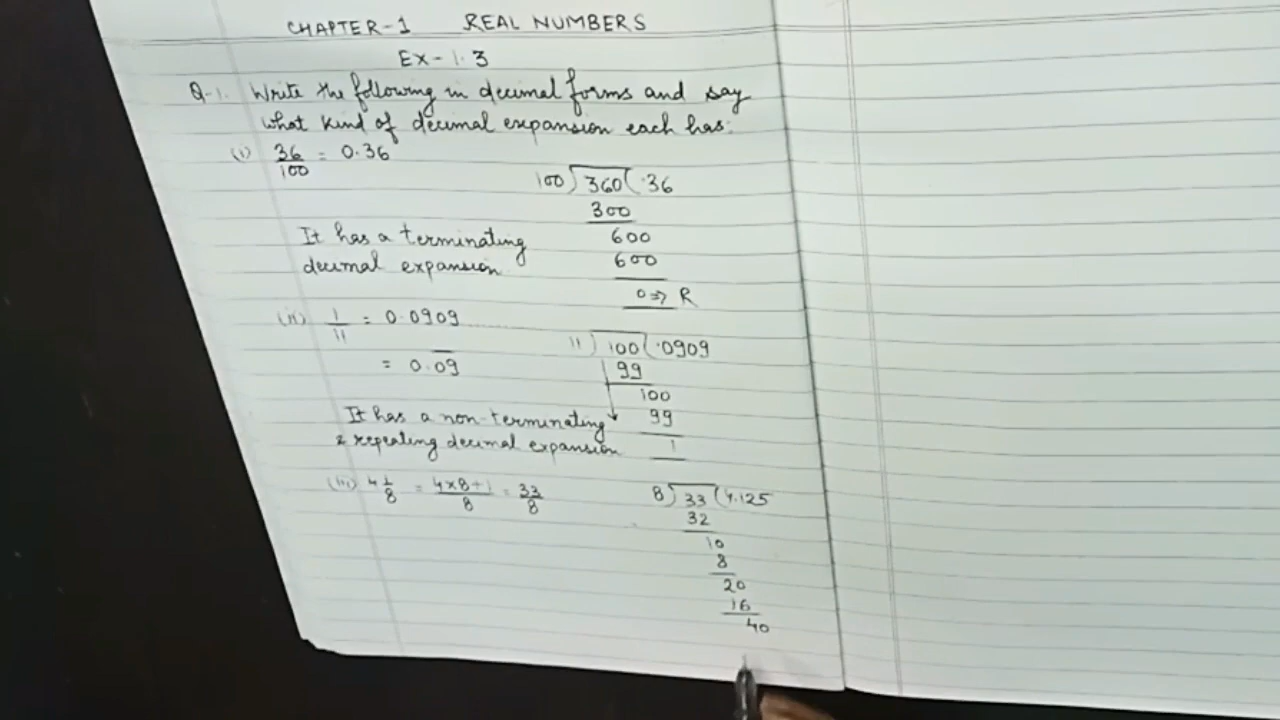 CHAPTER-1 REAL NUMBERS
EX-1.3
Q-1. Write the following in decimal forms and say
what kind of decimal expansion each has:
(i) 36/100 = 0.36
100 ) 360 ( .36
300
It has a terminating
600
decimal expansion
600
0 ⇒ R
(ii) 1/11 = 0.0909
11 ) 100 ( .0909
= 0.0̅9̅
99
100
It has a non-terminating
99
& repeating decimal expansion
1
(iii) 4 1/8 = 4×8+1/8 = 33/8
8 ) 33 ( 4.125
32
10
8
20
16
40